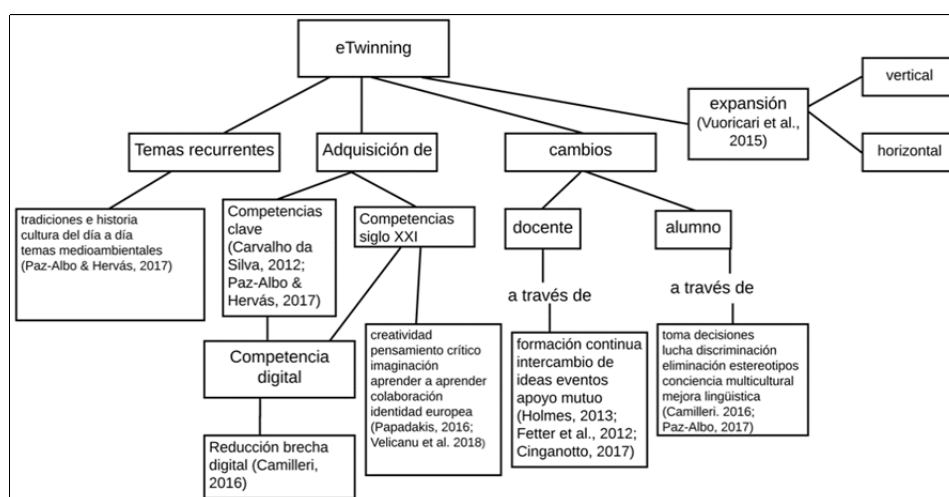 eTwinning
expansión
(Vuoricari et al.,
2015)
vertical
horizontal
Temas recurrentes
Adquisición de
cambios
tradiciones e historia
cultura del día a día
temas medioambientales
(Paz-Albo & Hervás, 2017)
Competencias
clave
(Carvalho da
Silva, 2012;
Paz-Albo &
Hervás, 2017)
Competencias
siglo XXI
docente
alumno
a través de
a través de
Competencia
digital
creatividad
pensamiento crítico
imaginación
aprender a aprender
colaboración
identidad europea
(Papadakis, 2016;
Velicanu et al. 2018)
formación continua
intercambio de
ideas eventos
apoyo mutuo
(Holmes, 2013;
Fetter et al., 2012;
Cinganotto, 2017)
toma decisiones
lucha discriminación
eliminación estereotipos
conciencia multicultural
mejora lingüistica
(Camilleri. 2016;
Paz-Albo, 2017)
Reducción brecha
digital (Camilleri,
2016)